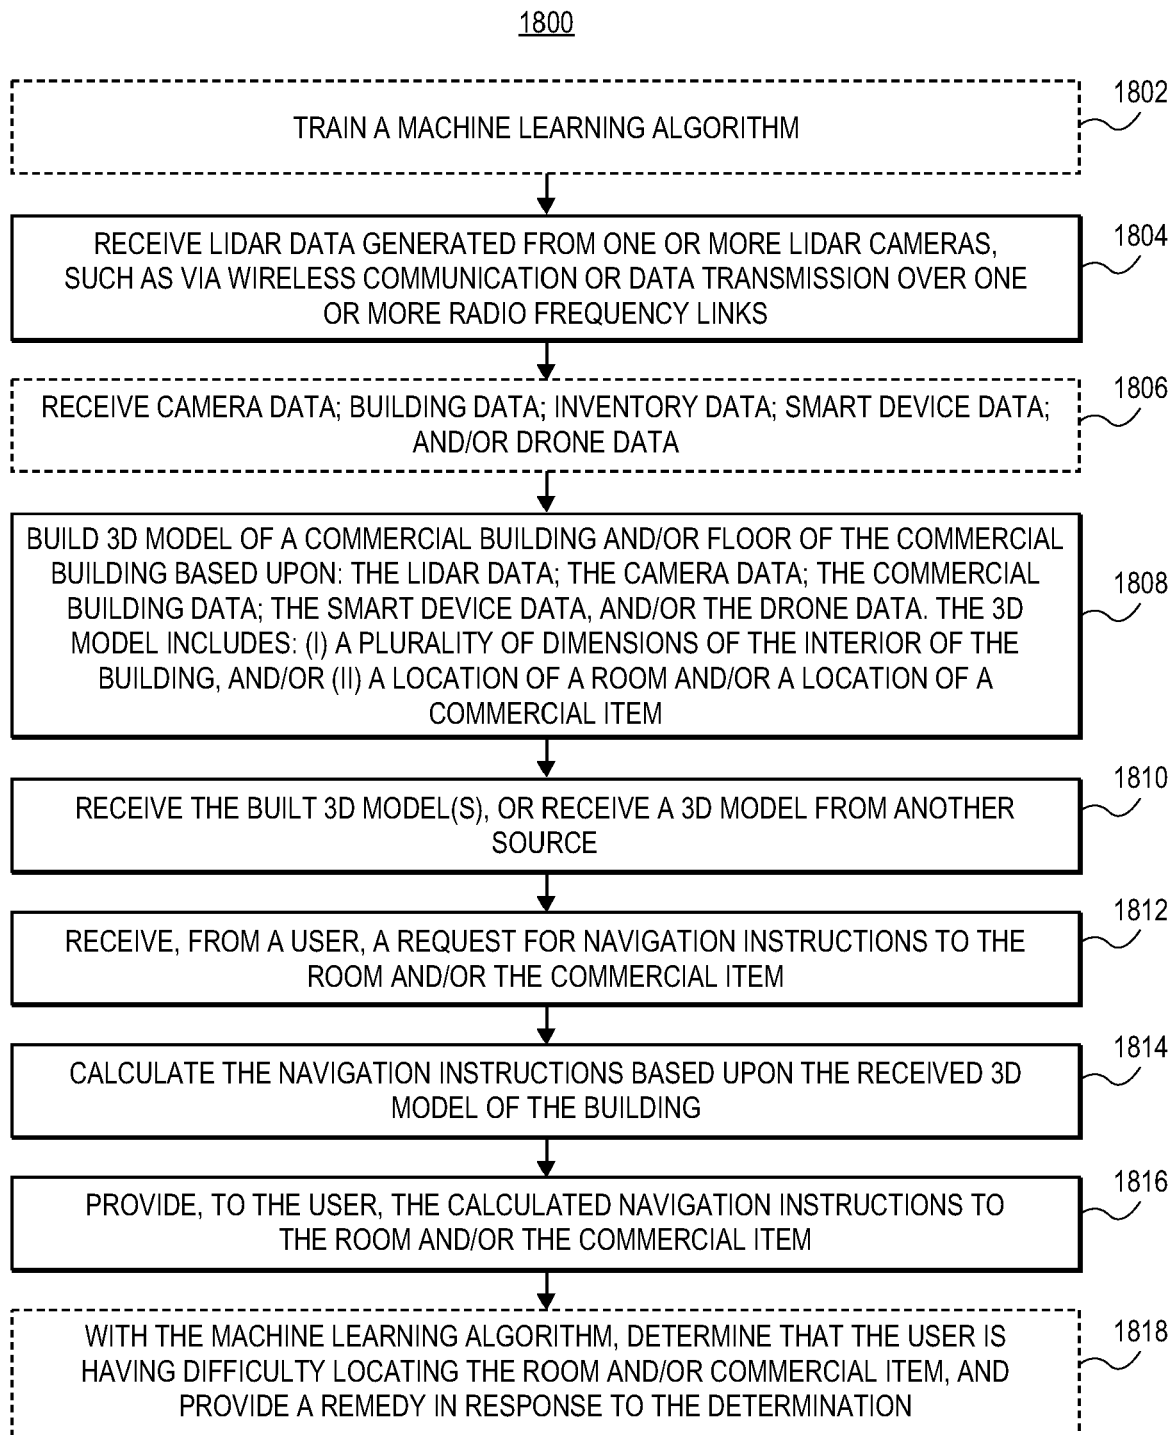 1800
TRAIN A MACHINE LEARNING ALGORITHM
1802
RECEIVE LIDAR DATA GENERATED FROM ONE OR MORE LIDAR CAMERAS,
SUCH AS VIA WIRELESS COMMUNICATION OR DATA TRANSMISSION OVER ONE
OR MORE RADIO FREQUENCY LINKS
1804
RECEIVE CAMERA DATA; BUILDING DATA; INVENTORY DATA; SMART DEVICE DATA;
AND/OR DRONE DATA
1806
BUILD 3D MODEL OF A COMMERCIAL BUILDING AND/OR FLOOR OF THE COMMERCIAL
BUILDING BASED UPON: THE LIDAR DATA; THE CAMERA DATA; THE COMMERCIAL
BUILDING DATA; THE SMART DEVICE DATA, AND/OR THE DRONE DATA. THE 3D
MODEL INCLUDES: (I) A PLURALITY OF DIMENSIONS OF THE INTERIOR OF THE
BUILDING, AND/OR (II) A LOCATION OF A ROOM AND/OR A LOCATION OF A
COMMERCIAL ITEM
1808
RECEIVE THE BUILT 3D MODEL(S), OR RECEIVE A 3D MODEL FROM ANOTHER
SOURCE
1810
RECEIVE, FROM A USER, A REQUEST FOR NAVIGATION INSTRUCTIONS TO THE
ROOM AND/OR THE COMMERCIAL ITEM
1812
CALCULATE THE NAVIGATION INSTRUCTIONS BASED UPON THE RECEIVED 3D
MODEL OF THE BUILDING
1814
PROVIDE, TO THE USER, THE CALCULATED NAVIGATION INSTRUCTIONS TO
THE ROOM AND/OR THE COMMERCIAL ITEM
1816
WITH THE MACHINE LEARNING ALGORITHM, DETERMINE THAT THE USER IS
HAVING DIFFICULTY LOCATING THE ROOM AND/OR COMMERCIAL ITEM, AND
PROVIDE A REMEDY IN RESPONSE TO THE DETERMINATION
1818